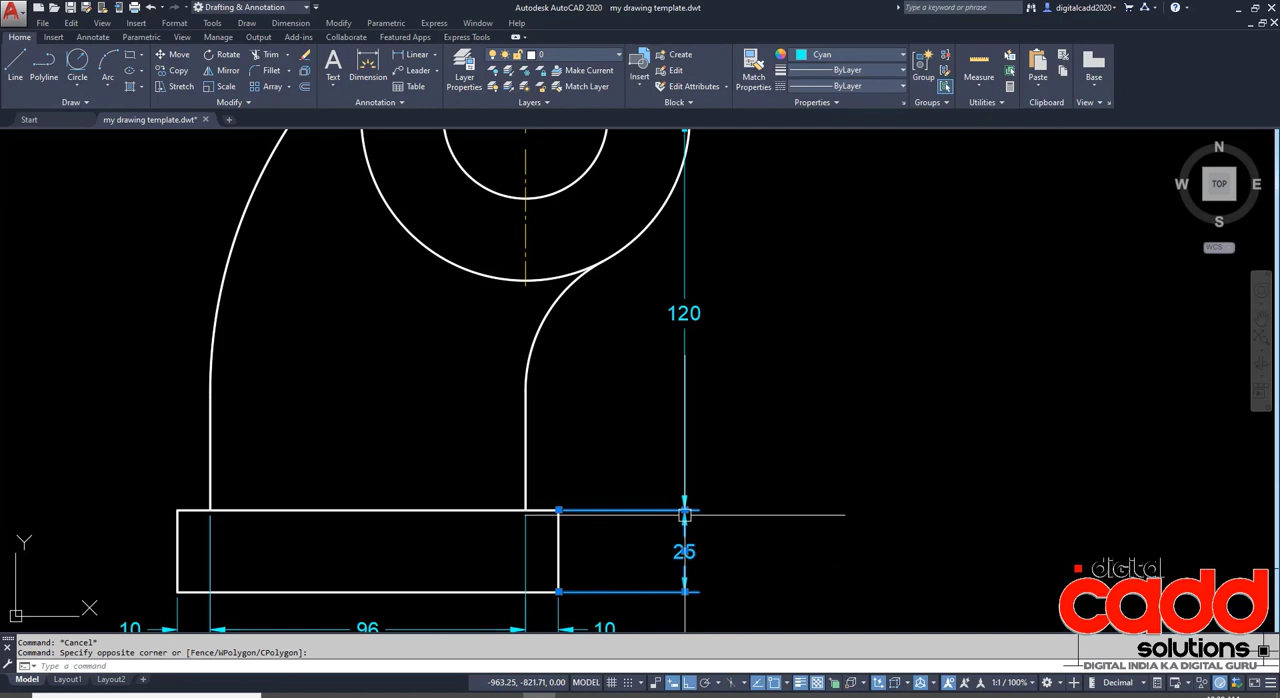 Drafting & Annotation
Autodesk AutoCAD 2020 my drawing template.dwt
Type a keyword or phrase
digitalcadd2020
File Edit View Insert Format Tools Draw Dimension Modify Parametric Express Window Help
Home Insert Annotate Parametric View Manage Output Add-ins Collaborate Featured Apps Express Tools
Line Polyline Circle Arc
Move Rotate Trim
Copy Mirror Fillet
Stretch Scale Array
Text Dimension
Linear
Leader
Table
Layer Properties
0
Make Current
Match Layer
Insert
Create
Edit
Edit Attributes
Match Properties
Cyan
ByLayer
ByLayer
Group
Measure
Paste
Base
Draw Modify Annotation Layers Block Properties Groups Utilities Clipboard View
Start my drawing template.dwt*
N
W TOP E
S
WCS
120
25
10 96 10
Y
X
digital
cadd
solutions
DIGITAL INDIA KA DIGITAL GURU
Command: *Cancel*
Command: Specify opposite corner or [Fence/WPolygon/CPolygon]:
Type a command
Model Layout1 Layout2
-963.25, -821.71, 0.00 MODEL
1:1 / 100%
Decimal